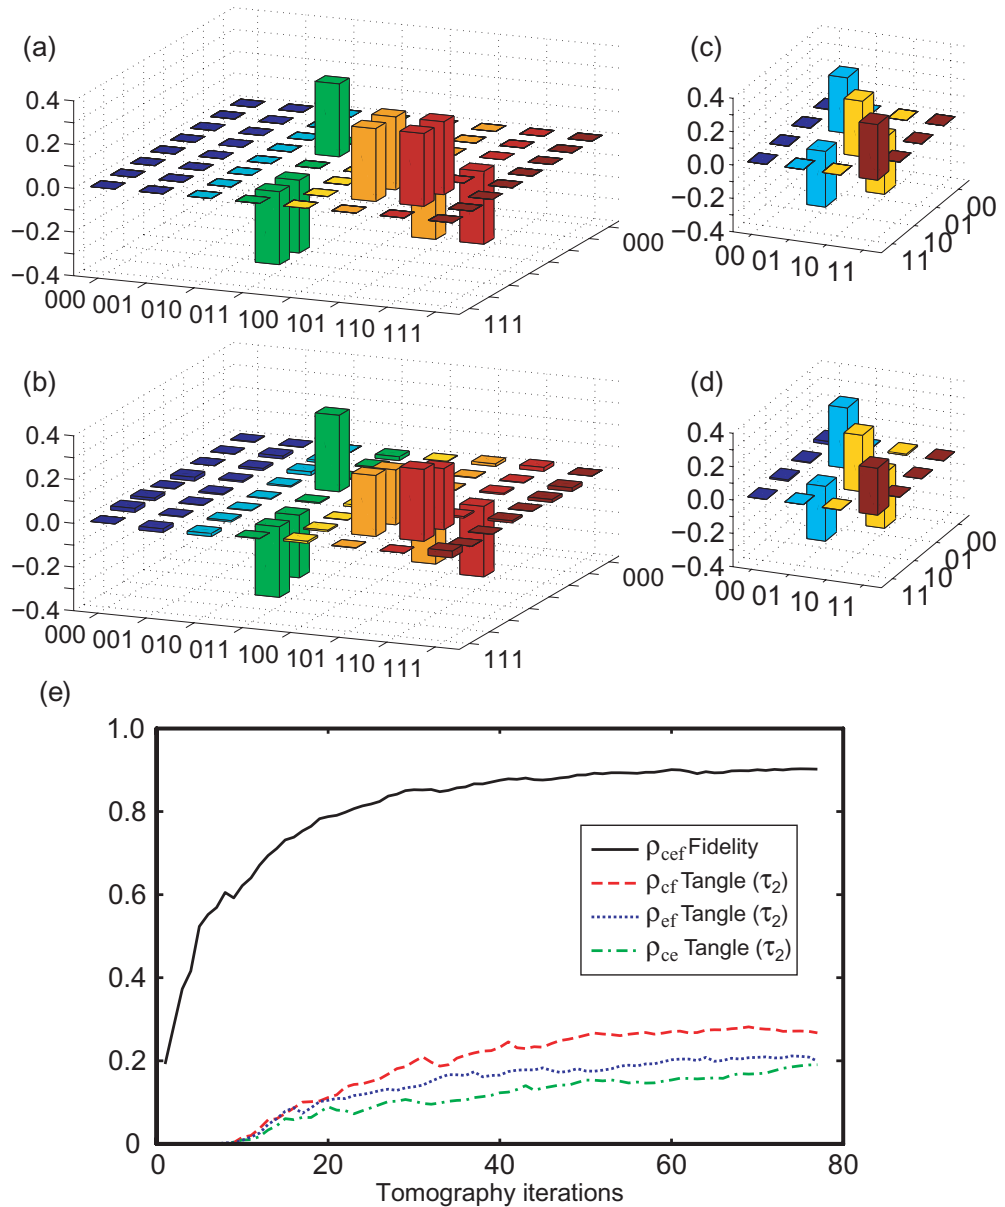 (a)
0.4
0.2
0.0
−0.2
−0.4
000 001 010 011 100 101 110 111
111
000
(c)
0.4
0.2
0.0
−0.2
−0.4
00 01 10 11
11 10 01 00
(b)
0.4
0.2
0.0
−0.2
−0.4
000 001 010 011 100 101 110 111
111
000
(d)
0.4
0.2
0.0
−0.2
−0.4
00 01 10 11
11 10 01 00
(e)
1.0
0.8
0.6
0.4
0.2
0
ρcef Fidelity
ρcf Tangle (τ2)
ρef Tangle (τ2)
ρce Tangle (τ2)
0 20 40 60 80
Tomography iterations